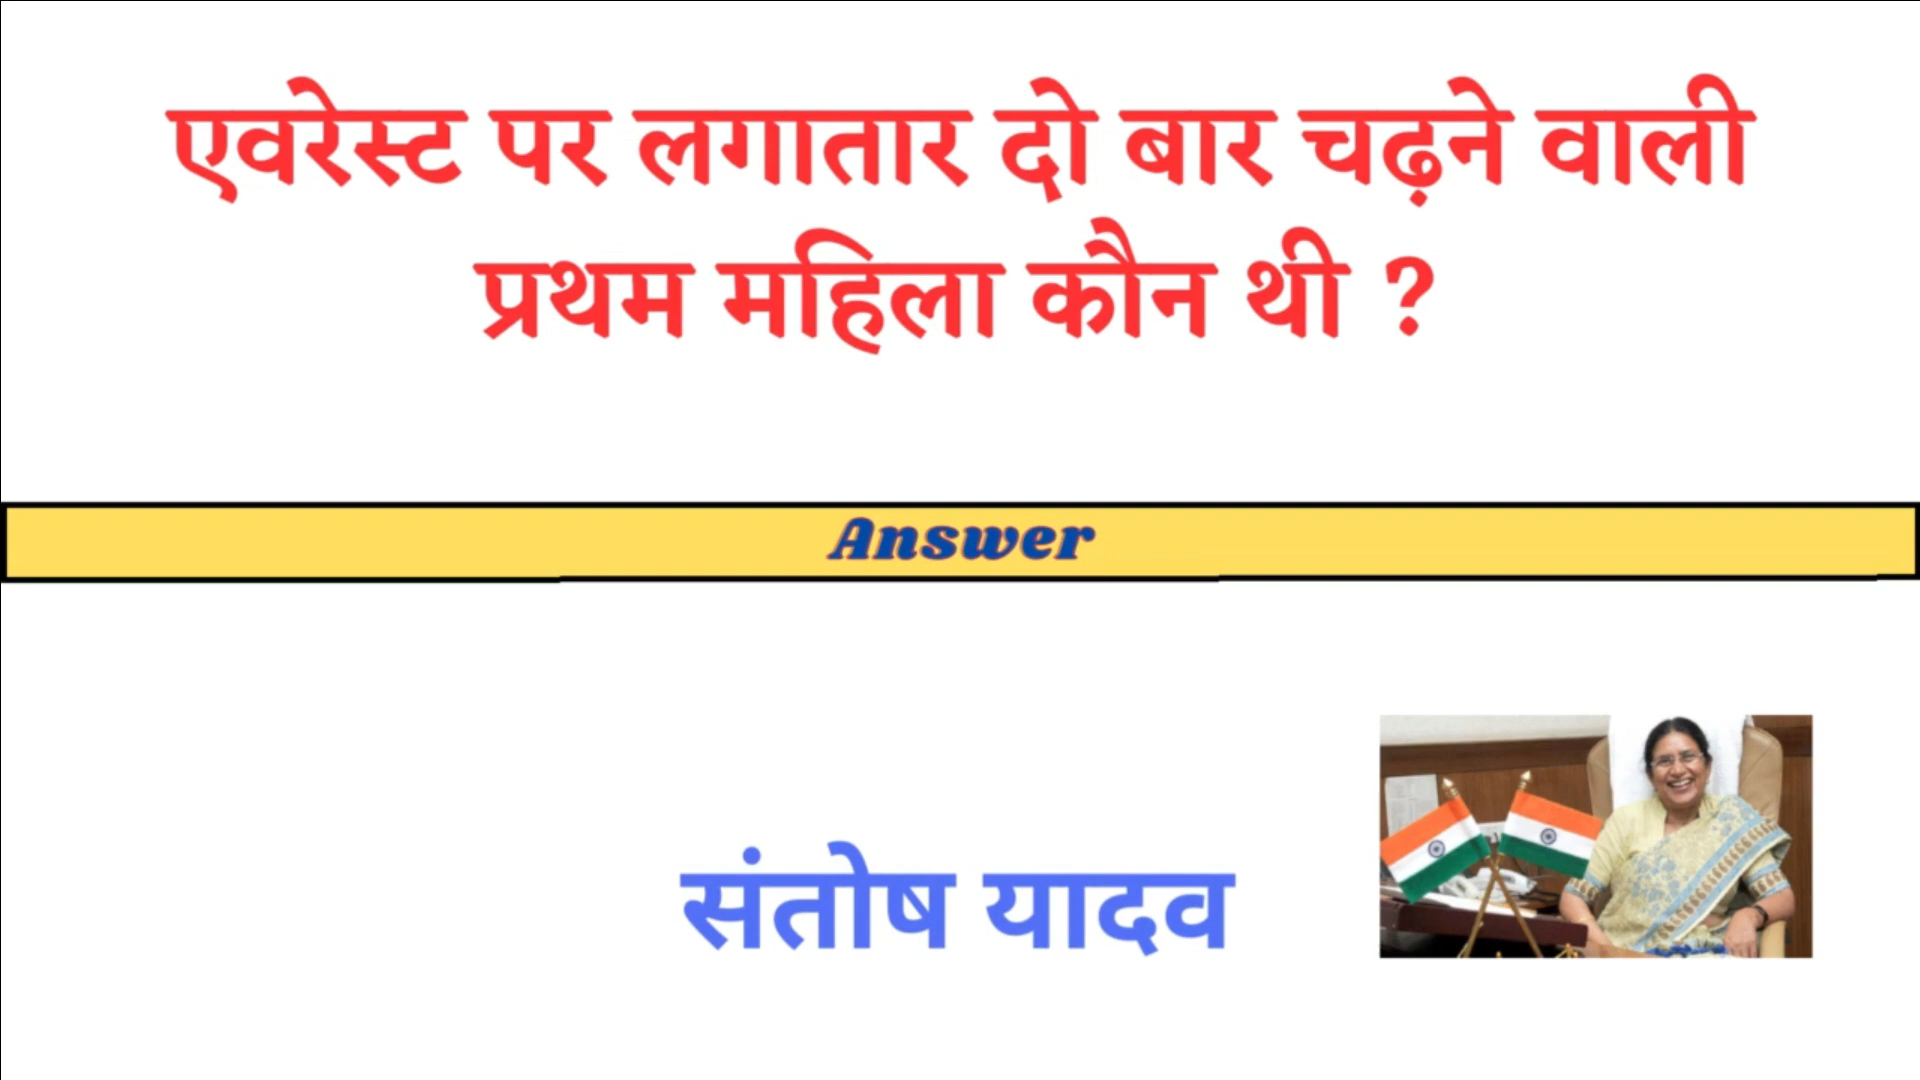 एवरेस्ट पर लगातार दो बार चढ़ने वाली
प्रथम महिला कौन थी ?
Answer
संतोष यादव